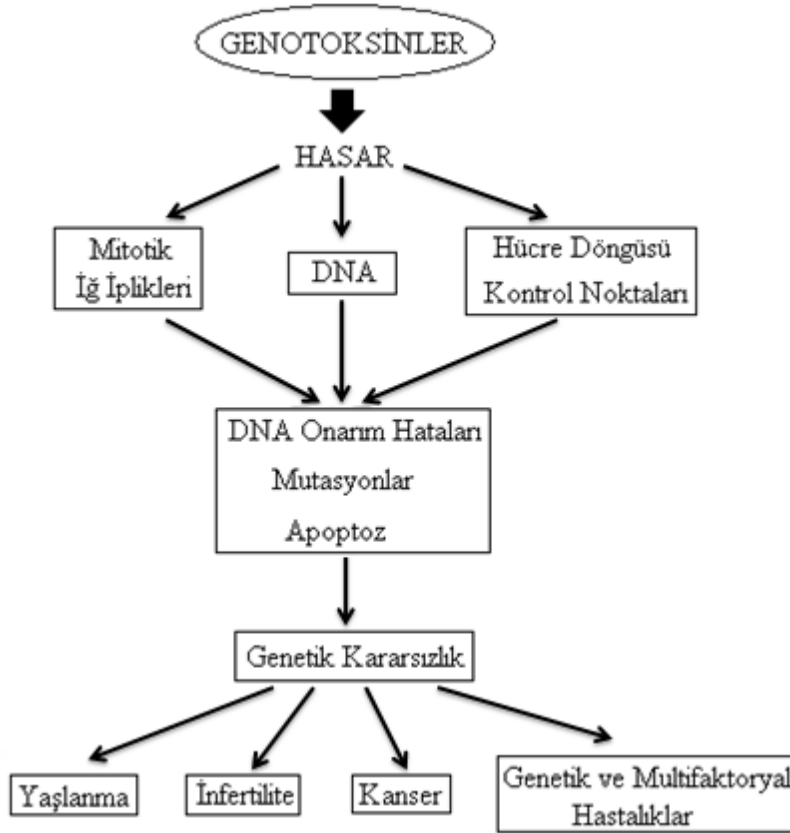 GENOTOKSİNLER
HASAR
Mitotik
İğ İplikleri
DNA
Hücre Döngüsü
Kontrol Noktaları
DNA Onarım Hataları
Mutasyonlar
Apoptoz
Genetik Kararsızlık
Yaşlanma
İnfertilite
Kanser
Genetik ve Multifaktoryal
Hastalıklar